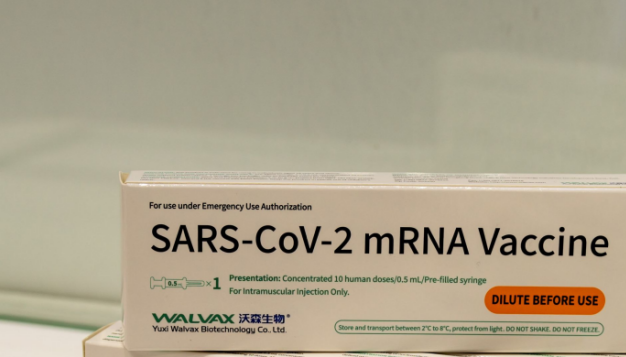 For use under Emergency Use Authorization
SARS-CoV-2 mRNA Vaccine
0.5mL ×1
Presentation: Concentrated 10 human doses/0.5 mL/Pre-filled syringe
For Intramuscular Injection Only.
DILUTE BEFORE USE
WALVAX 沃森生物®
Yuxi Walvax Biotechnology Co., Ltd.
Store and transport between 2°C to 8°C, protect from light. DO NOT SHAKE. DO NOT FREEZE.